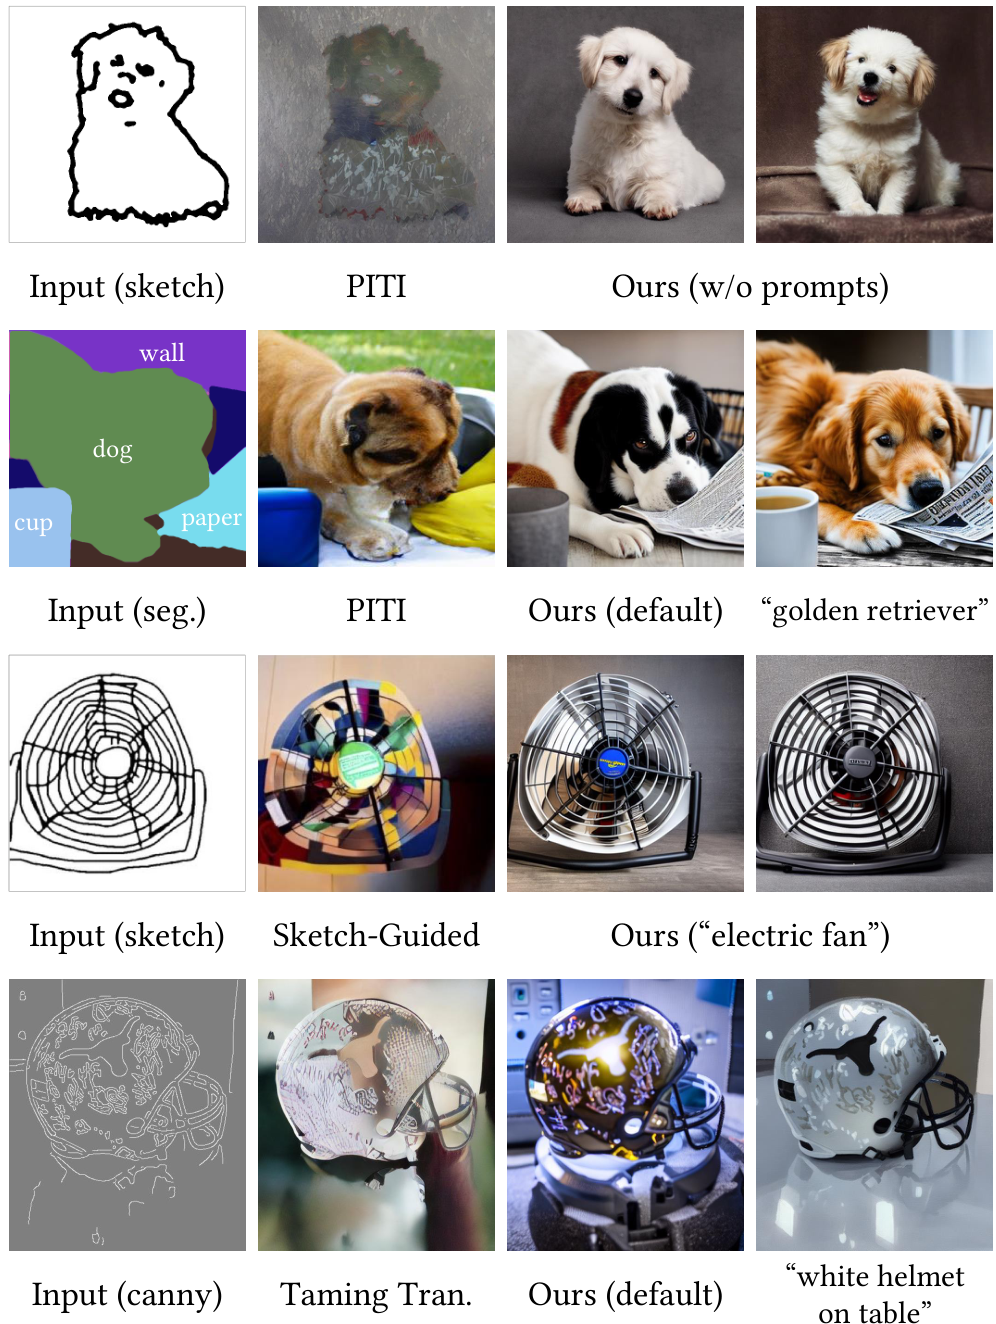 Input (sketch)
PITI
Ours (w/o prompts)
wall
dog
cup
paper
Input (seg.)
PITI
Ours (default)
“golden retriever”
Input (sketch)
Sketch-Guided
Ours (“electric fan”)
Input (canny)
Taming Tran.
Ours (default)
“white helmet
on table”